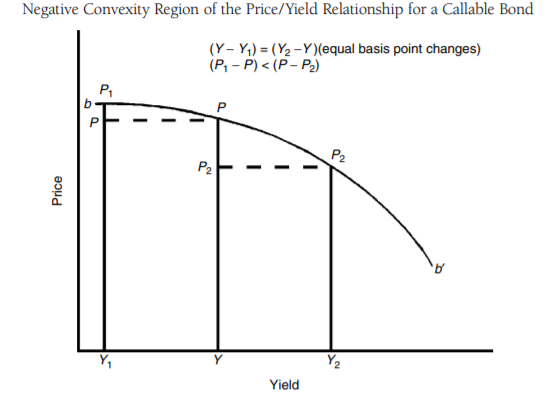 Negative Convexity Region of the Price/Yield Relationship for a Callable Bond
(Y – Y₁) = (Y₂ – Y)(equal basis point changes)
(P₁ – P) < (P – P₂)
P₁
b
P
P
P₂
P₂
b′
Price
Y₁
Y
Y₂
Yield